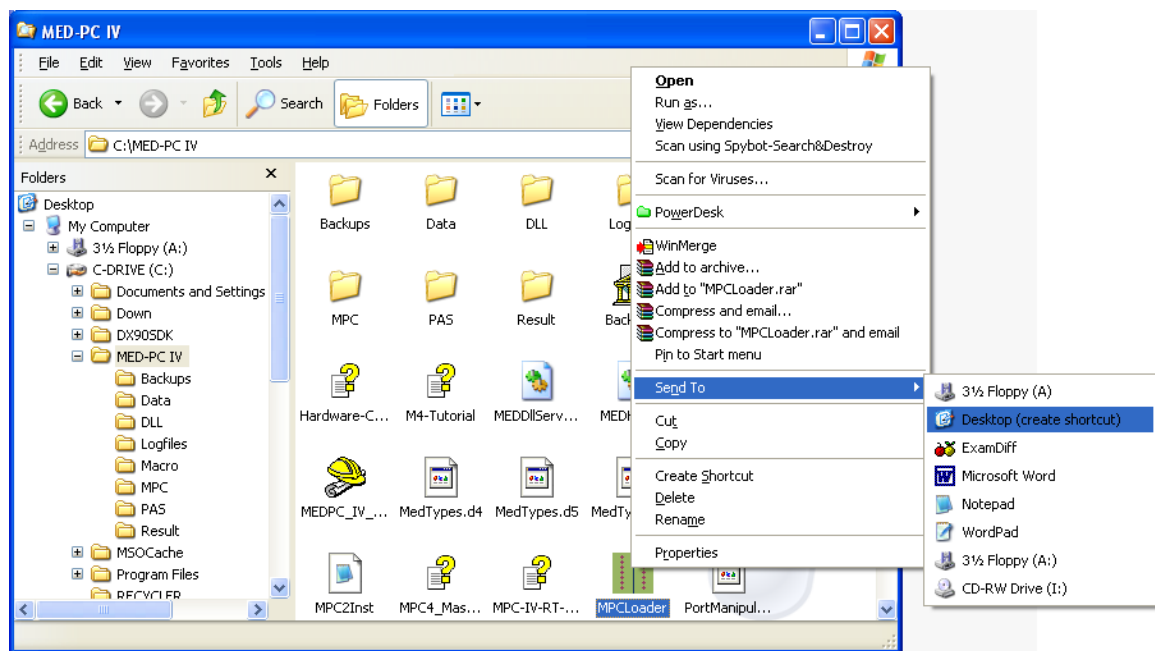 MED-PC IV
File Edit View Favorites Tools Help
Back Search Folders
Address C:\MED-PC IV
Folders
Desktop
My Computer
3½ Floppy (A:)
C-DRIVE (C:)
Documents and Settings
Down
DX90SDK
MED-PC IV
Backups
Data
DLL
Logfiles
Macro
MPC
PAS
Result
MSOCache
Program Files
RECYCLER
Backups Data DLL Log
MPC PAS Result Back
Hardware-C... M4-Tutorial MEDDllServ... MED
MEDPC_IV_... MedTypes.d4 MedTypes.d5 MedTy
MPC2Inst MPC4_Mas... MPC-IV-RT-... MPCLoader PortManipul...
Open
Run as...
View Dependencies
Scan using Spybot-Search&Destroy
Scan for Viruses...
PowerDesk
WinMerge
Add to archive...
Add to "MPCLoader.rar"
Compress and email...
Compress to "MPCLoader.rar" and email
Pin to Start menu
Send To
Cut
Copy
Create Shortcut
Delete
Rename
Properties
3½ Floppy (A)
Desktop (create shortcut)
ExamDiff
Microsoft Word
Notepad
WordPad
3½ Floppy (A:)
CD-RW Drive (I:)